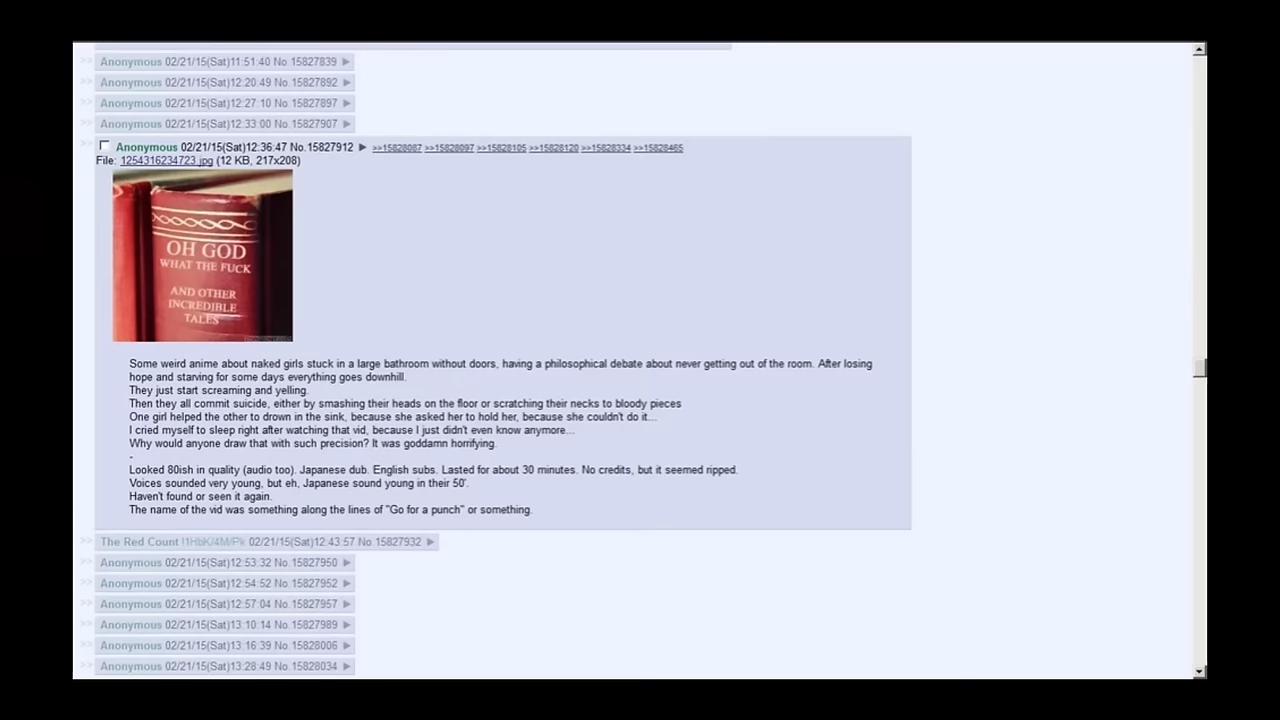 >> Anonymous 02/21/15(Sat)11:51:40 No.15827839 ▶
>> Anonymous 02/21/15(Sat)12:20:49 No.15827892 ▶
>> Anonymous 02/21/15(Sat)12:27:10 No.15827897 ▶
>> Anonymous 02/21/15(Sat)12:33:00 No.15827907 ▶
>> Anonymous 02/21/15(Sat)12:36:47 No.15827912 ▶ >>15828087 >>15828097 >>15828105 >>15828120 >>15828334 >>15828465
File: 1254316234723.jpg (12 KB, 217x208)
OH GOD
WHAT THE FUCK
AND OTHER
INCREDIBLE
TALES
Some weird anime about naked girls stuck in a large bathroom without doors, having a philosophical debate about never getting out of the room. After losing
hope and starving for some days everything goes downhill.
They just start screaming and yelling.
Then they all commit suicide, either by smashing their heads on the floor or scratching their necks to bloody pieces
One girl helped the other to drown in the sink, because she asked her to hold her, because she couldn't do it...
I cried myself to sleep right after watching that vid, because I just didn't even know anymore...
Why would anyone draw that with such precision? It was goddamn horrifying.
-
Looked 80ish in quality (audio too). Japanese dub. English subs. Lasted for about 30 minutes. No credits, but it seemed ripped.
Voices sounded very young, but eh, Japanese sound young in their 50'.
Haven't found or seen it again.
The name of the vid was something along the lines of "Go for a punch" or something.
>> The Red Count !1HbK/4M/Pk 02/21/15(Sat)12:43:57 No.15827932 ▶
>> Anonymous 02/21/15(Sat)12:53:32 No.15827950 ▶
>> Anonymous 02/21/15(Sat)12:54:52 No.15827952 ▶
>> Anonymous 02/21/15(Sat)12:57:04 No.15827957 ▶
>> Anonymous 02/21/15(Sat)13:10:14 No.15827989 ▶
>> Anonymous 02/21/15(Sat)13:16:39 No.15828006 ▶
>> Anonymous 02/21/15(Sat)13:28:49 No.15828034 ▶